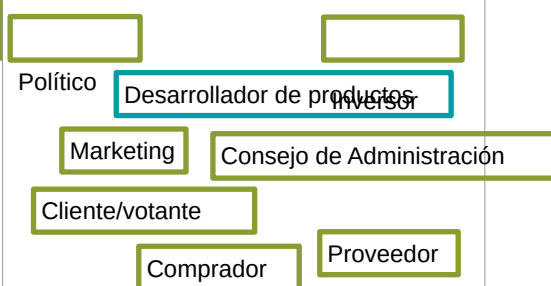 Político
Desarrollador de productos
Inversor
Marketing
Consejo de Administración
Cliente/votante
Proveedor
Comprador